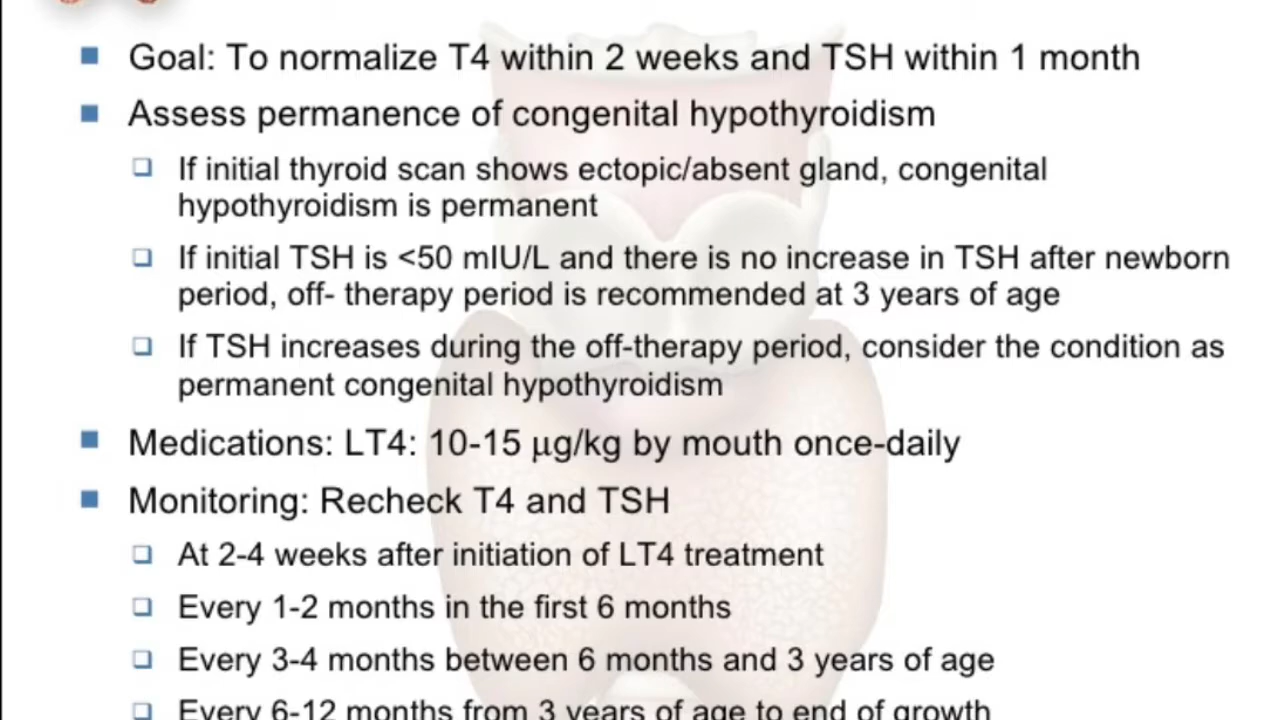 Goal: To normalize T4 within 2 weeks and TSH within 1 month
Assess permanence of congenital hypothyroidism
If initial thyroid scan shows ectopic/absent gland, congenital
hypothyroidism is permanent
If initial TSH is <50 mIU/L and there is no increase in TSH after newborn
period, off- therapy period is recommended at 3 years of age
If TSH increases during the off-therapy period, consider the condition as
permanent congenital hypothyroidism
Medications: LT4: 10-15 μg/kg by mouth once-daily
Monitoring: Recheck T4 and TSH
At 2-4 weeks after initiation of LT4 treatment
Every 1-2 months in the first 6 months
Every 3-4 months between 6 months and 3 years of age
Every 6-12 months from 3 years of age to end of growth